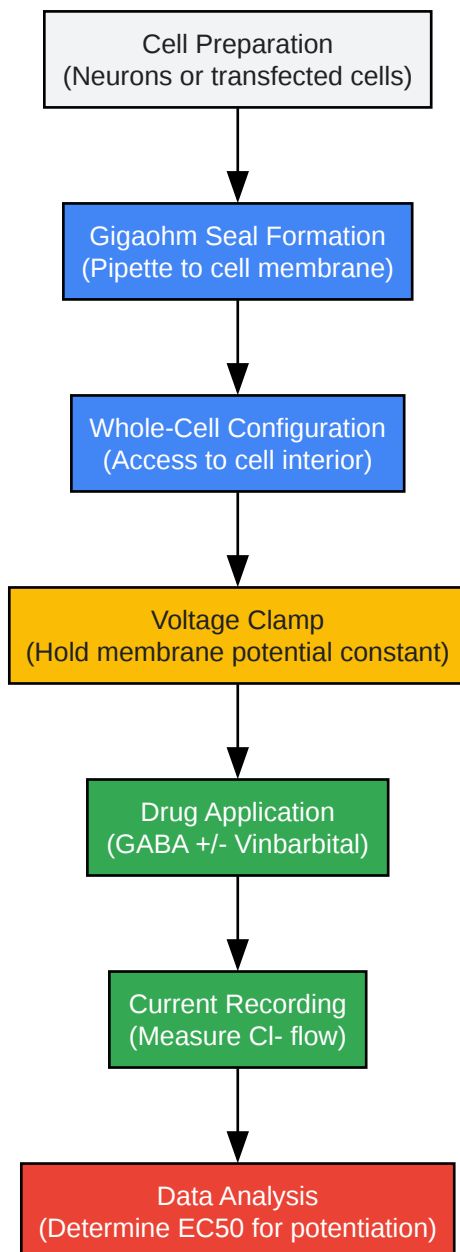 Cell Preparation
(Neurons or transfected cells)
Gigaohm Seal Formation
(Pipette to cell membrane)
Whole-Cell Configuration
(Access to cell interior)
Voltage Clamp
(Hold membrane potential constant)
Drug Application
(GABA +/- Vinbarbital)
Current Recording
(Measure Cl- flow)
Data Analysis
(Determine EC50 for potentiation)